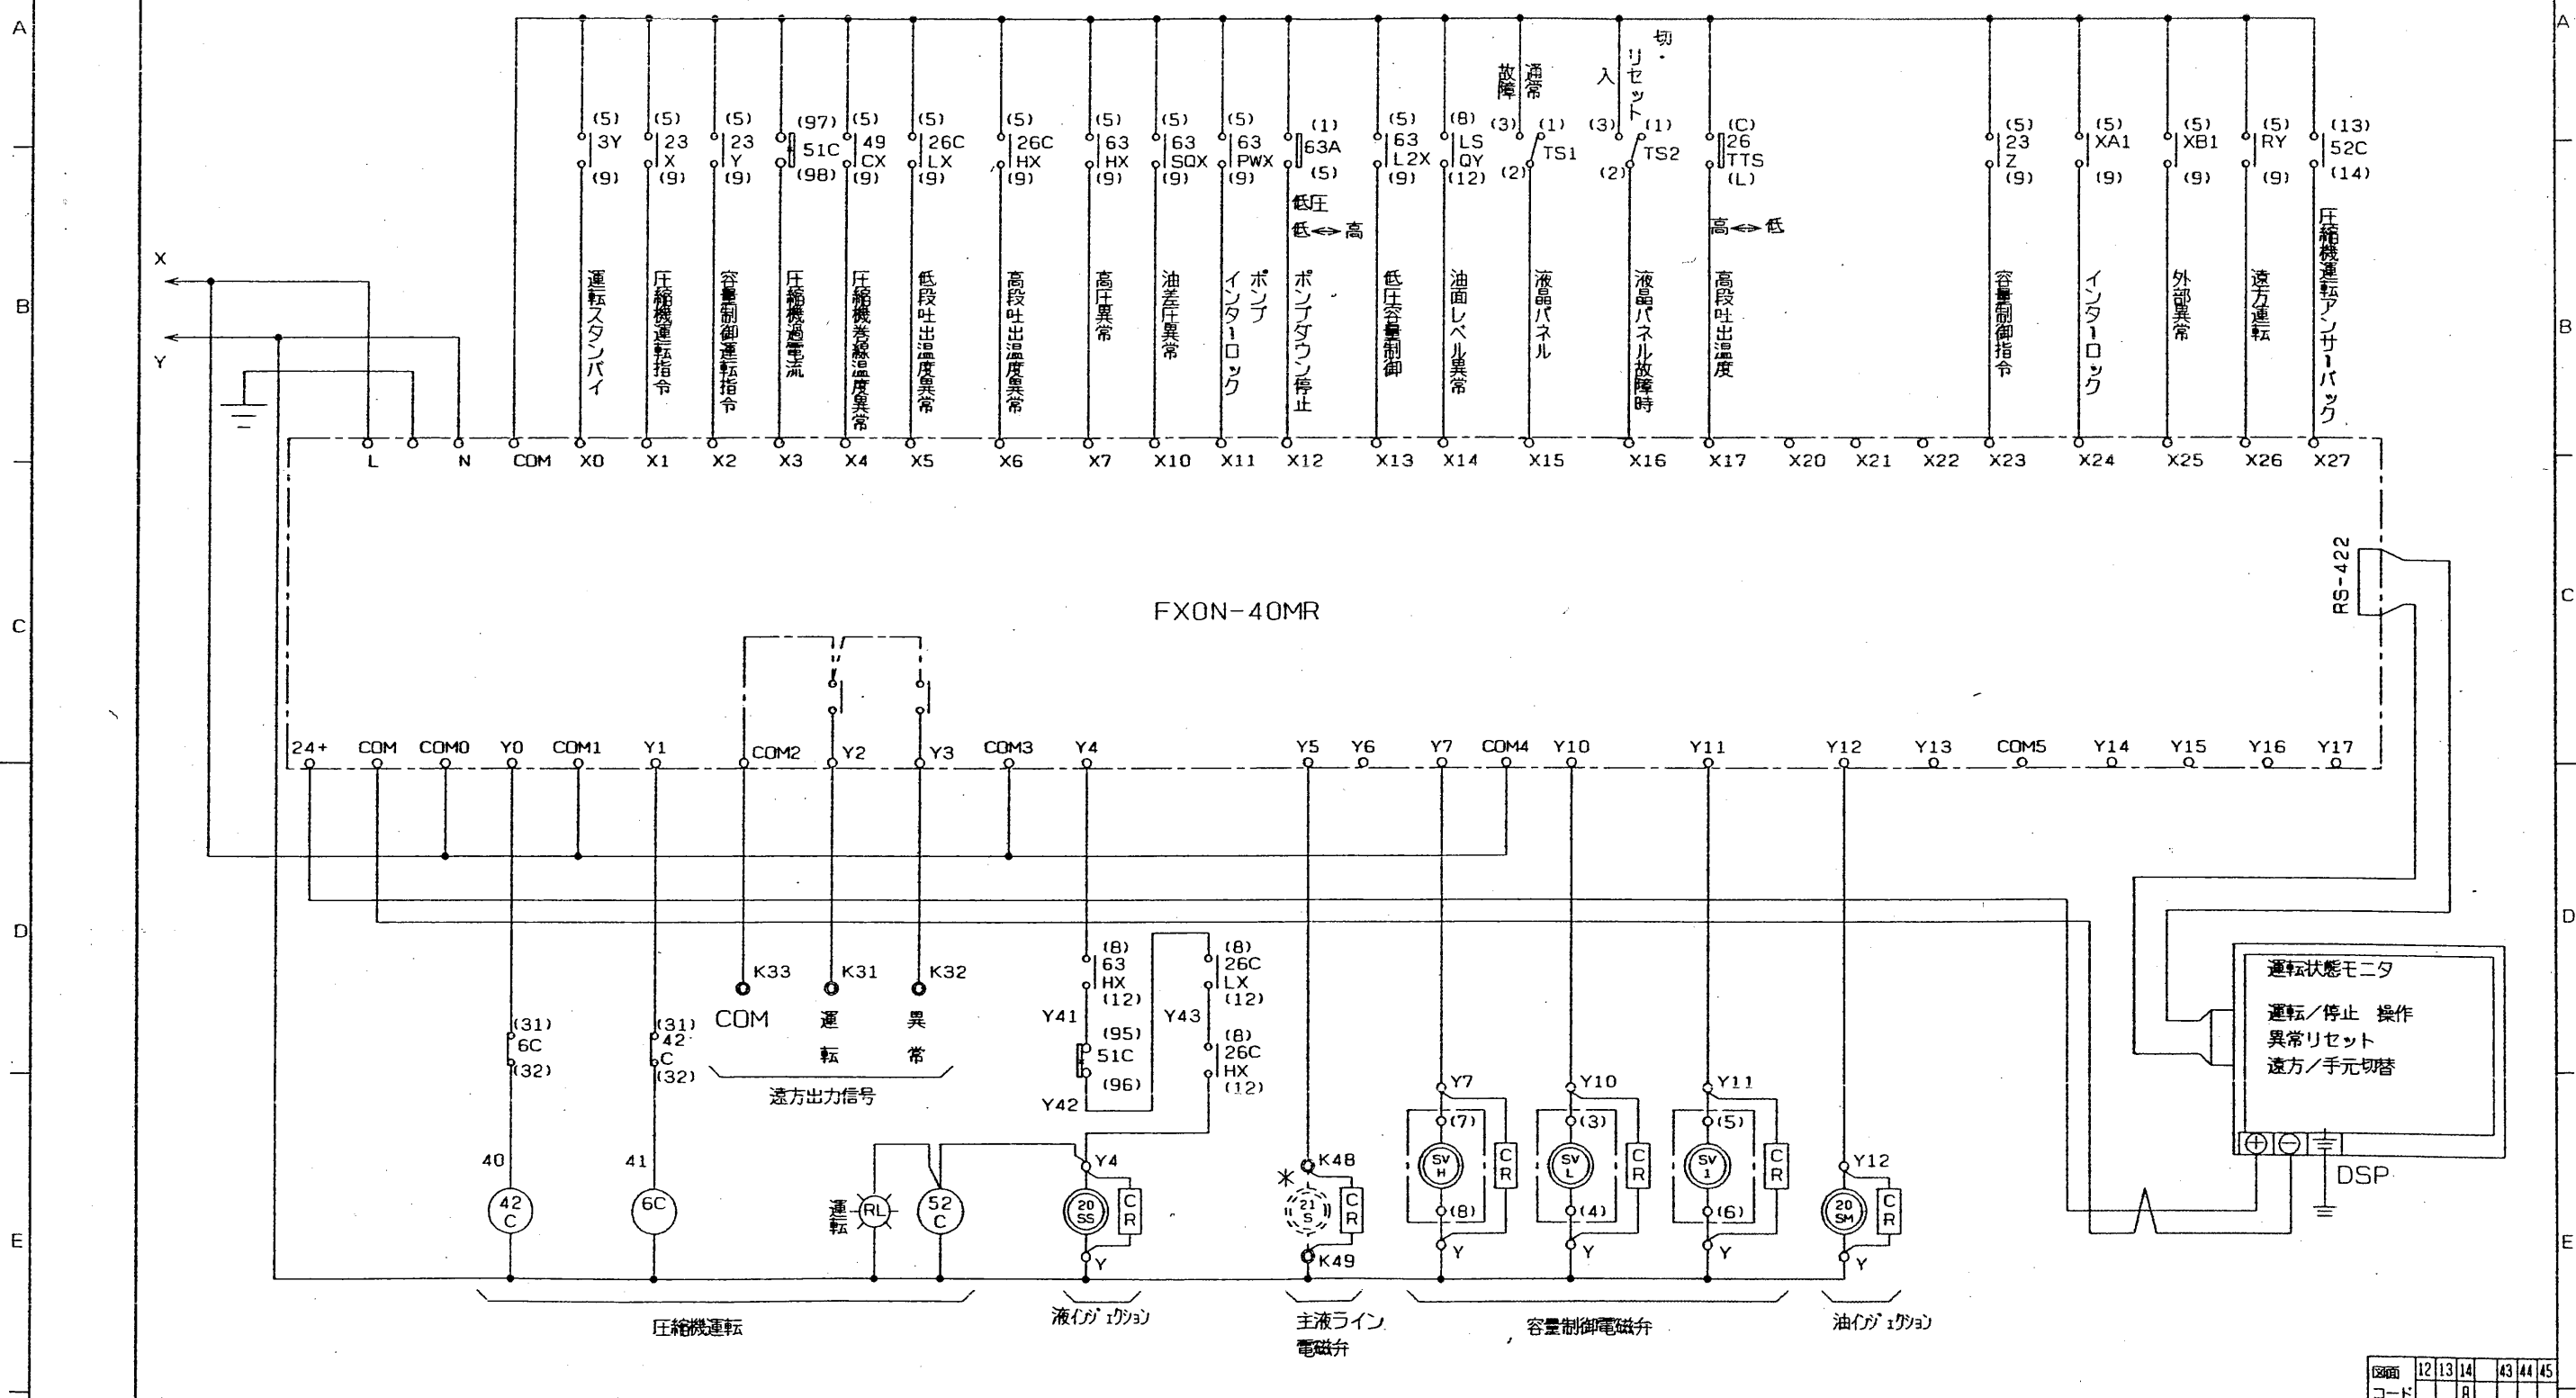 A
A
切・
リセット
入
通常
故障
(5)
3Y
(9)
(5)
23
X
(9)
(5)
23
Y
(9)
(97)
51C
(98)
(5)
49
CX
(9)
(5)
26C
LX
(9)
(5)
26C
HX
(9)
(5)
63
HX
(9)
(5)
63
SQX
(9)
(5)
63
PWX
(9)
(1)
63A
(5)
低圧
低⇔高
(5)
63
L2X
(9)
(8)
LS
QY
(12)
(3)
(1)
TS1
(2)
(3)
(1)
TS2
(2)
(C)
26
TTS
(L)
高⇔低
(5)
23
Z
(9)
(5)
XA1
(9)
(5)
XB1
(9)
(5)
RY
(9)
(13)
52C
(14)
X
Y
B
B
運転スタンバイ
圧縮機運転指令
容量制御運転指令
圧縮機過電流
圧縮機巻線温度異常
低段吐出温度異常
高段吐出温度異常
高圧異常
油差圧異常
ポンプ
インターロック
ポンプダウン停止
低圧容量制御
油面レベル異常
液晶パネル
液晶パネル故障時
高段吐出温度
容量制御指令
インターロック
外部異常
遠方運転
圧縮機運転アンサーバック
L N COM X0 X1 X2 X3 X4 X5 X6 X7 X10 X11 X12 X13 X14 X15 X16 X17 X20 X21 X22 X23 X24 X25 X26 X27
RS-422
C
C
FX0N-40MR
24+ COM COM0 Y0 COM1 Y1 COM2 Y2 Y3 COM3 Y4 Y5 Y6 Y7 COM4 Y10 Y11 Y12 Y13 COM5 Y14 Y15 Y16 Y17
D
D
K33
K31
K32
COM
運転
異常
遠方出力信号
(31)
6C
(32)
(31)
42
C
(32)
(8)
63
HX
(12)
Y41
(95)
51C
(96)
Y42
(8)
26C
LX
(12)
Y43
(8)
26C
HX
(12)
運転状態モニタ
運転/停止 操作
異常リセット
遠方/手元切替
DSP
E
E
40
42
C
41
6C
運転
RL
52
C
Y4
20
SS
CR
Y
K48
*
21
S
CR
K49
Y7
(7)
SV
H
(8)
Y
CR
Y10
(3)
SV
L
(4)
Y
CR
Y11
(5)
SV
1
(6)
Y
CR
Y12
20
SM
CR
Y
圧縮機運転
液インジェクション
主液ライン
電磁弁
容量制御電磁弁
油インジェクション
図面 12 13 14 43 44 45
コード